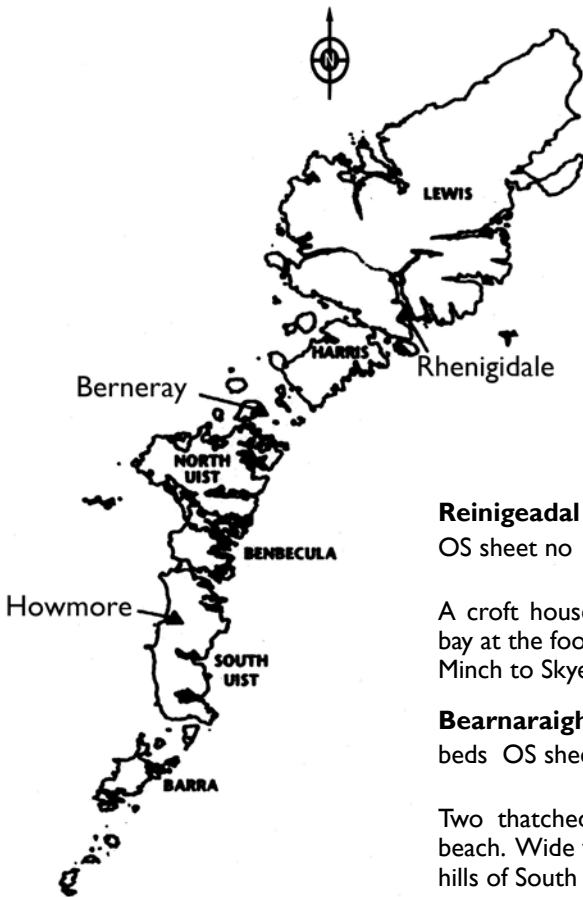 N
LEWIS
HARRIS
Rhenigidale
Berneray
NORTH
UIST
BENBECULA
Howmore
SOUTH
UIST
BARRA
Reinigeadal
OS sheet no
A croft house
bay at the foo
Minch to Skye
Bearnaraigh
beds OS shee
Two thatched
beach. Wide
hills of South